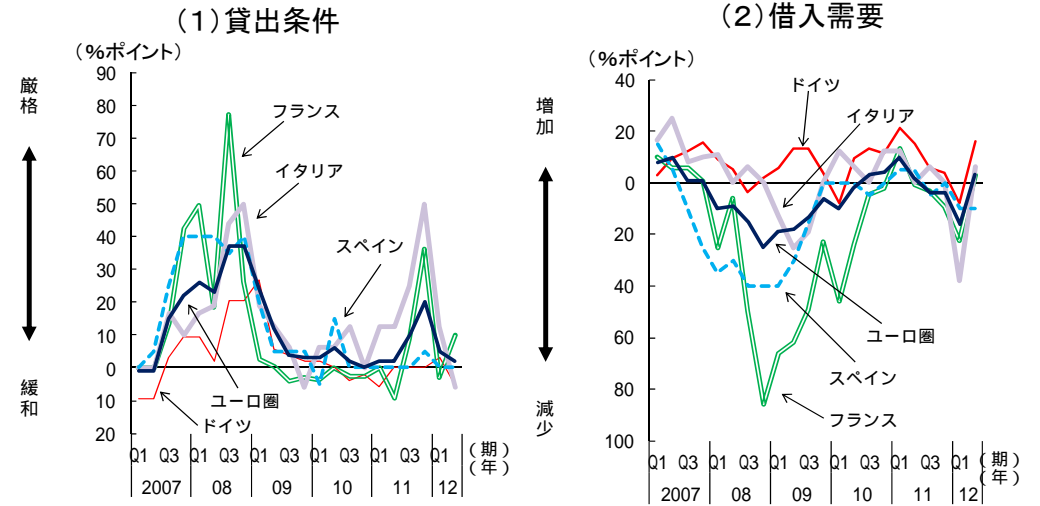 (1)貸出条件
(%ポイント)
厳格
緩和
90
80
70
60
50
40
30
20
10
0
10
20
フランス
イタリア
スペイン
ユーロ圏
ドイツ
Q1 Q3 Q1 Q3 Q1 Q3 Q1 Q3 Q1 Q3 Q1 (期)
2007 08 09 10 11 12 (年)
(2)借入需要
(%ポイント)
増加
減少
40
20
0
20
40
60
80
100
ドイツ
イタリア
ユーロ圏
スペイン
フランス
Q1 Q3 Q1 Q3 Q1 Q3 Q1 Q3 Q1 Q3 Q1 (期)
2007 08 09 10 11 12 (年)